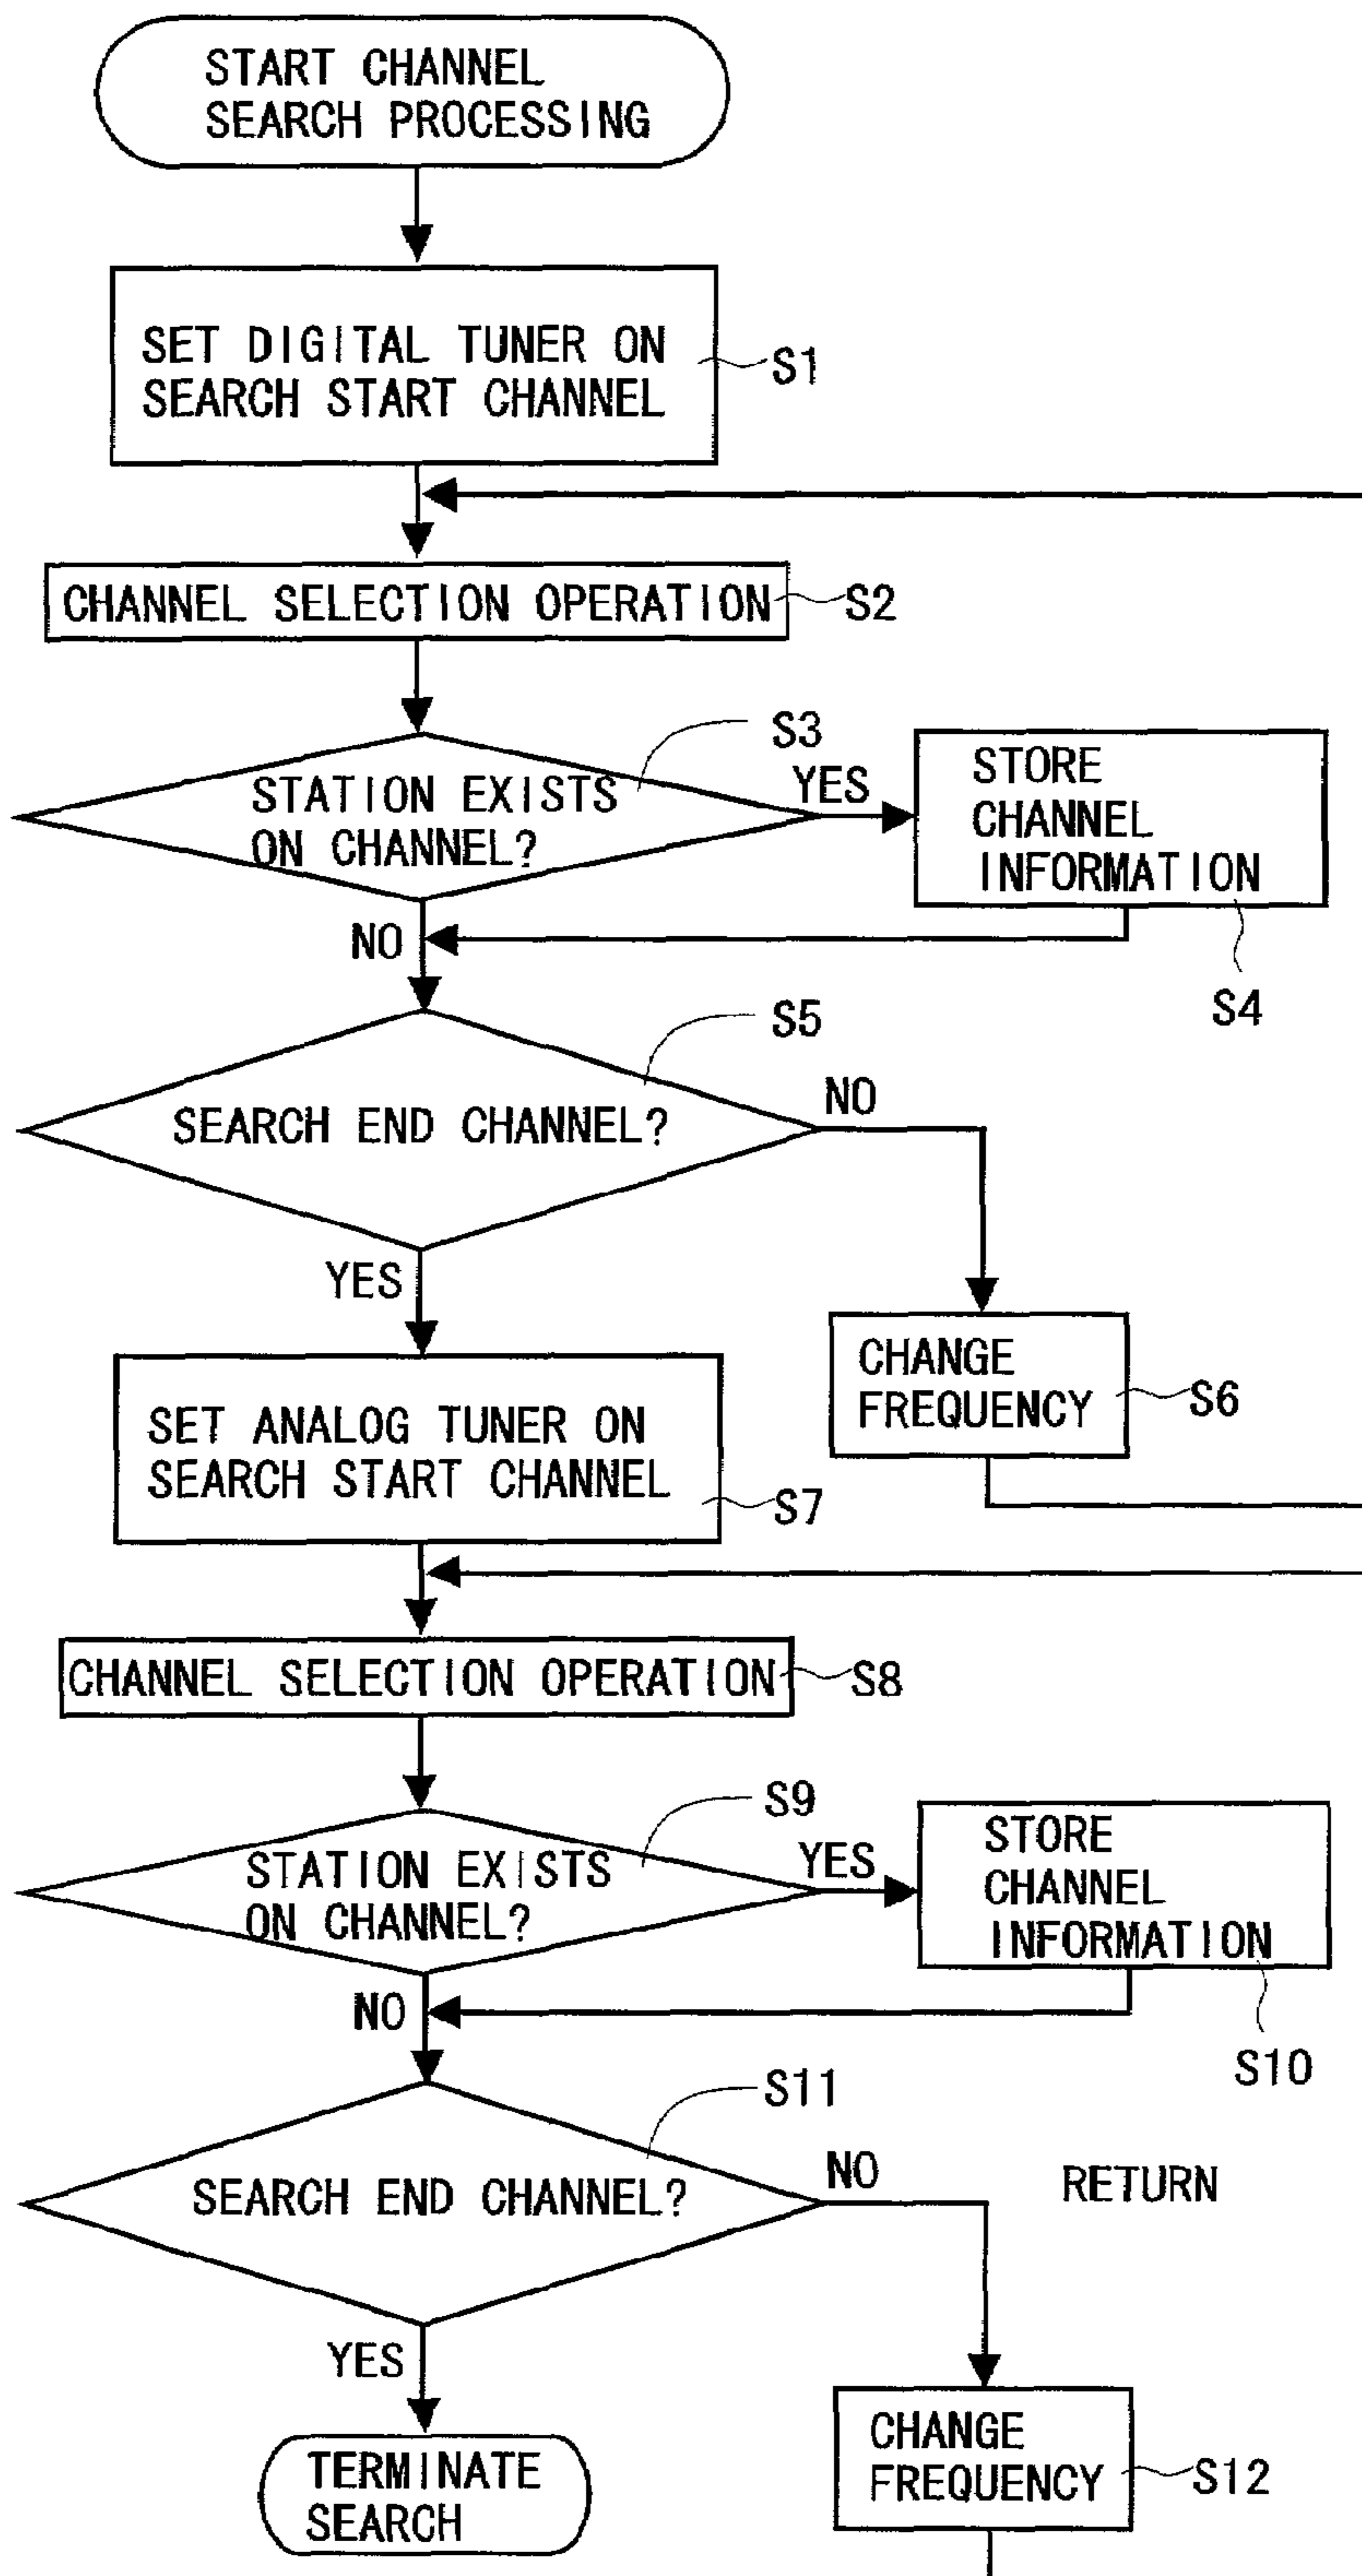 START CHANNEL
SEARCH PROCESSING
SET DIGITAL TUNER ON
SEARCH START CHANNEL
S1
CHANNEL SELECTION OPERATION
S2
S3
STATION EXISTS
ON CHANNEL?
YES
STORE
CHANNEL
INFORMATION
NO
S4
S5
SEARCH END CHANNEL?
NO
YES
CHANGE
FREQUENCY
S6
SET ANALOG TUNER ON
SEARCH START CHANNEL
S7
CHANNEL SELECTION OPERATION
S8
S9
STATION EXISTS
ON CHANNEL?
YES
STORE
CHANNEL
INFORMATION
NO
S10
S11
SEARCH END CHANNEL?
NO
RETURN
YES
CHANGE
FREQUENCY
S12
TERMINATE
SEARCH